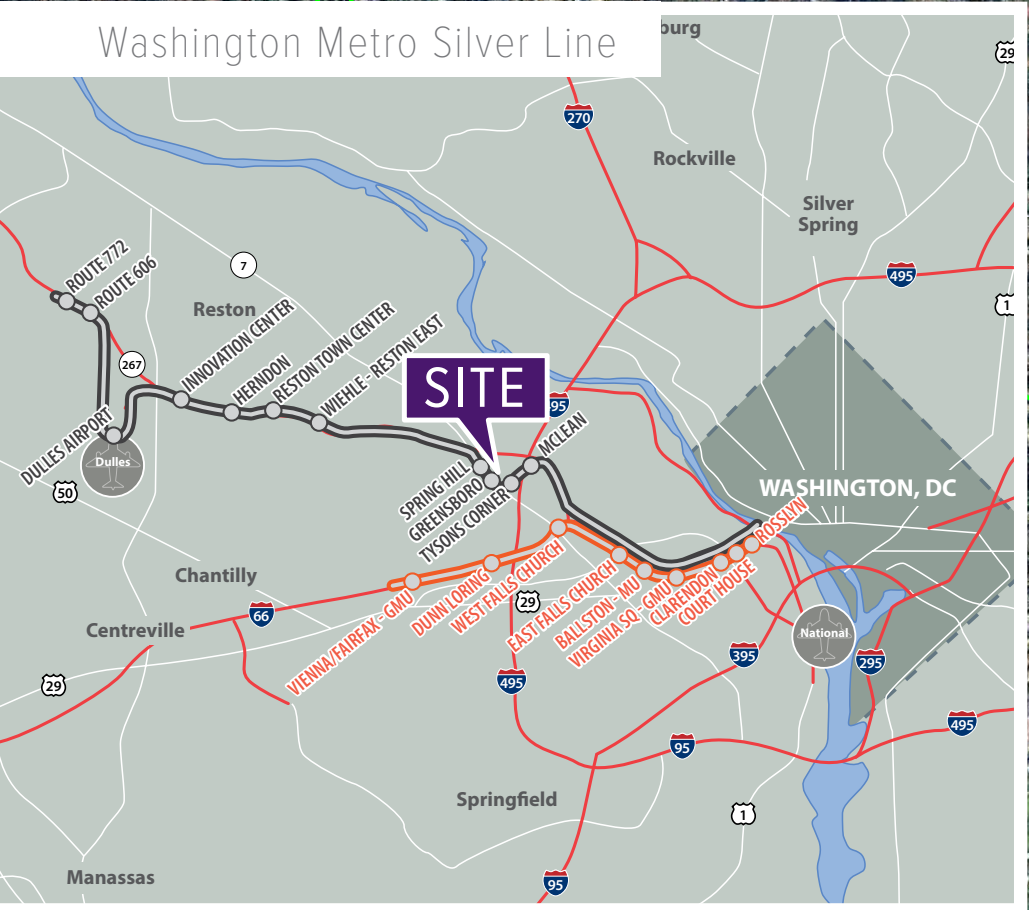 Washington Metro Silver Line
burg
29
270
Rockville
Silver
Spring
495
1
ROUTE 772
ROUTE 606
7
Reston
267
INNOVATION CENTER
HERNDON
RESTON TOWN CENTER
WIEHLE - RESTON EAST
SITE
95
MCLEAN
DULLES AIRPORT
Dulles
50
SPRING HILL
GREENSBORO
TYSONS CORNER
WASHINGTON, DC
ROSSLYN
Chantilly
66
Centreville
VIENNA/FAIRFAX - GMU
DUNN LORING
WEST FALLS CHURCH
29
EAST FALLS CHURCH
BALLSTON - MU
VIRGINIA SQ - GMU
CLARENDON
COURT HOUSE
National
395
295
29
495
95
495
Springfield
1
Manassas
95